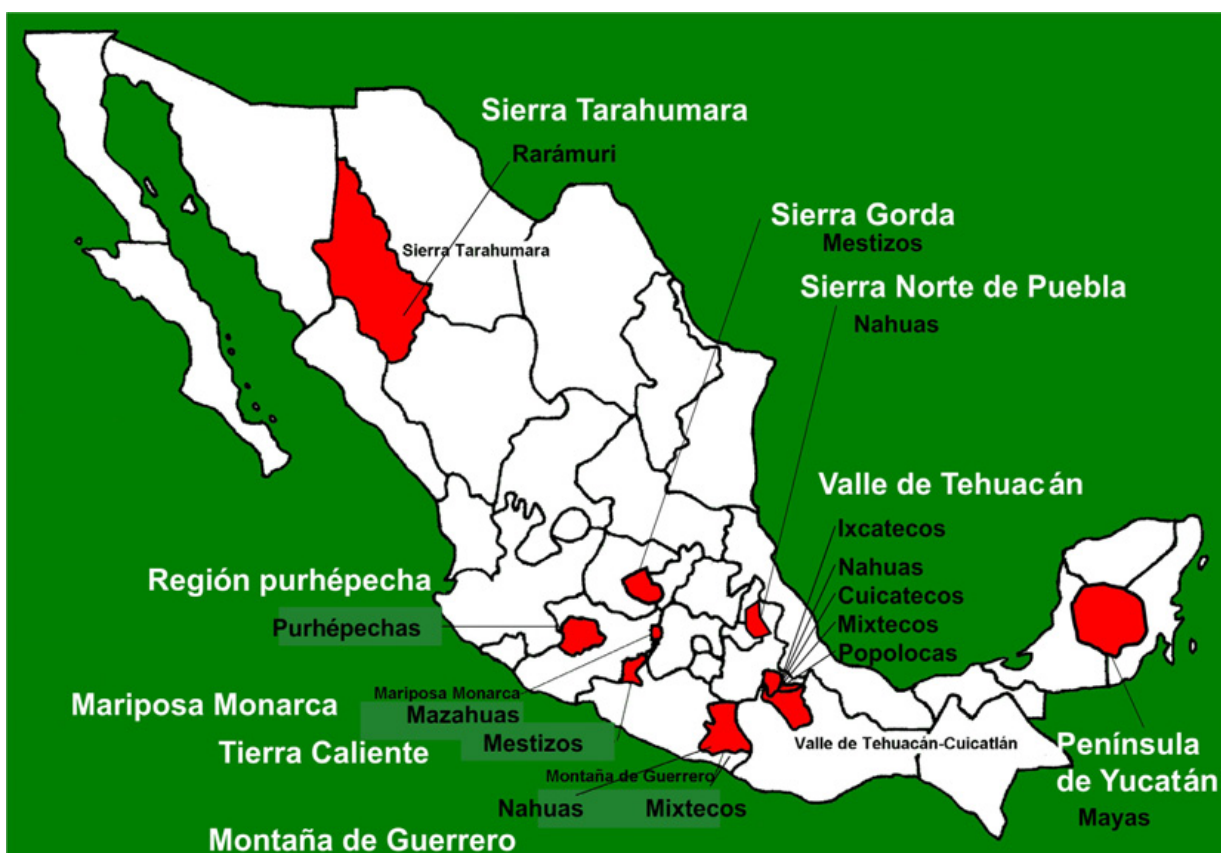 Sierra Tarahumara
Rarámuri
Sierra Gorda
Mestizos
Sierra Tarahumara
Sierra Norte de Puebla
Nahuas
Valle de Tehuacán
Ixcatecos
Nahuas
Cuicatecos
Mixtecos
Popolocas
Región purhépecha
Purhépechas
Mariposa Monarca
Mariposa Monarca
Mazahuas
Tierra Caliente
Mestizos
Valle de Tehuacán-Cuicatlán
Península
de Yucatán
Mayas
Montaña de Guerrero
Nahuas
Mixtecos
Montaña de Guerrero